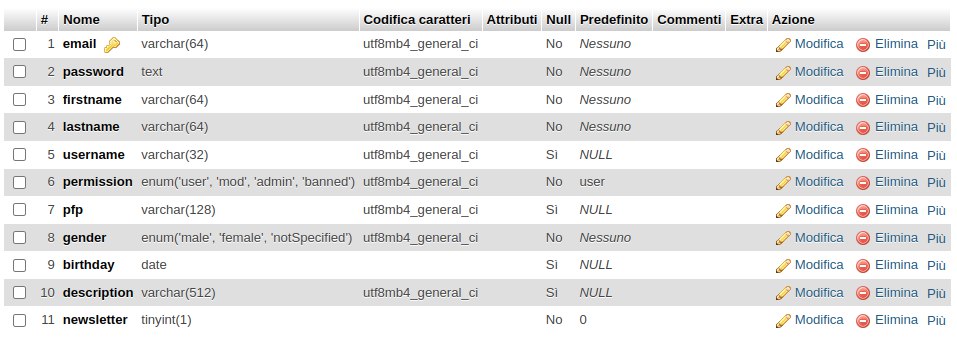 # Nome Tipo Codifica caratteri Attributi Null Predefinito Commenti Extra Azione
1 email varchar(64) utf8mb4_general_ci No Nessuno Modifica Elimina Più
2 password text utf8mb4_general_ci No Nessuno Modifica Elimina Più
3 firstname varchar(64) utf8mb4_general_ci No Nessuno Modifica Elimina Più
4 lastname varchar(64) utf8mb4_general_ci No Nessuno Modifica Elimina Più
5 username varchar(32) utf8mb4_general_ci Sì NULL Modifica Elimina Più
6 permission enum('user', 'mod', 'admin', 'banned') utf8mb4_general_ci No user Modifica Elimina Più
7 pfp varchar(128) utf8mb4_general_ci Sì NULL Modifica Elimina Più
8 gender enum('male', 'female', 'notSpecified') utf8mb4_general_ci No Nessuno Modifica Elimina Più
9 birthday date Sì NULL Modifica Elimina Più
10 description varchar(512) utf8mb4_general_ci Sì NULL Modifica Elimina Più
11 newsletter tinyint(1) No 0 Modifica Elimina Più